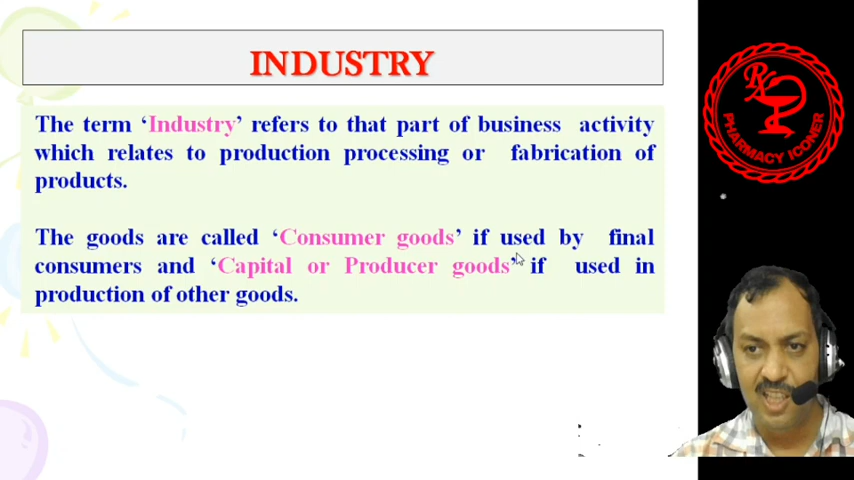 INDUSTRY
The term ‘Industry’ refers to that part of business activity
which relates to production processing or fabrication of
products.
The goods are called ‘Consumer goods’ if used by final
consumers and ‘Capital or Producer goods’ if used in
production of other goods.
Rx
PHARMACY ICONER